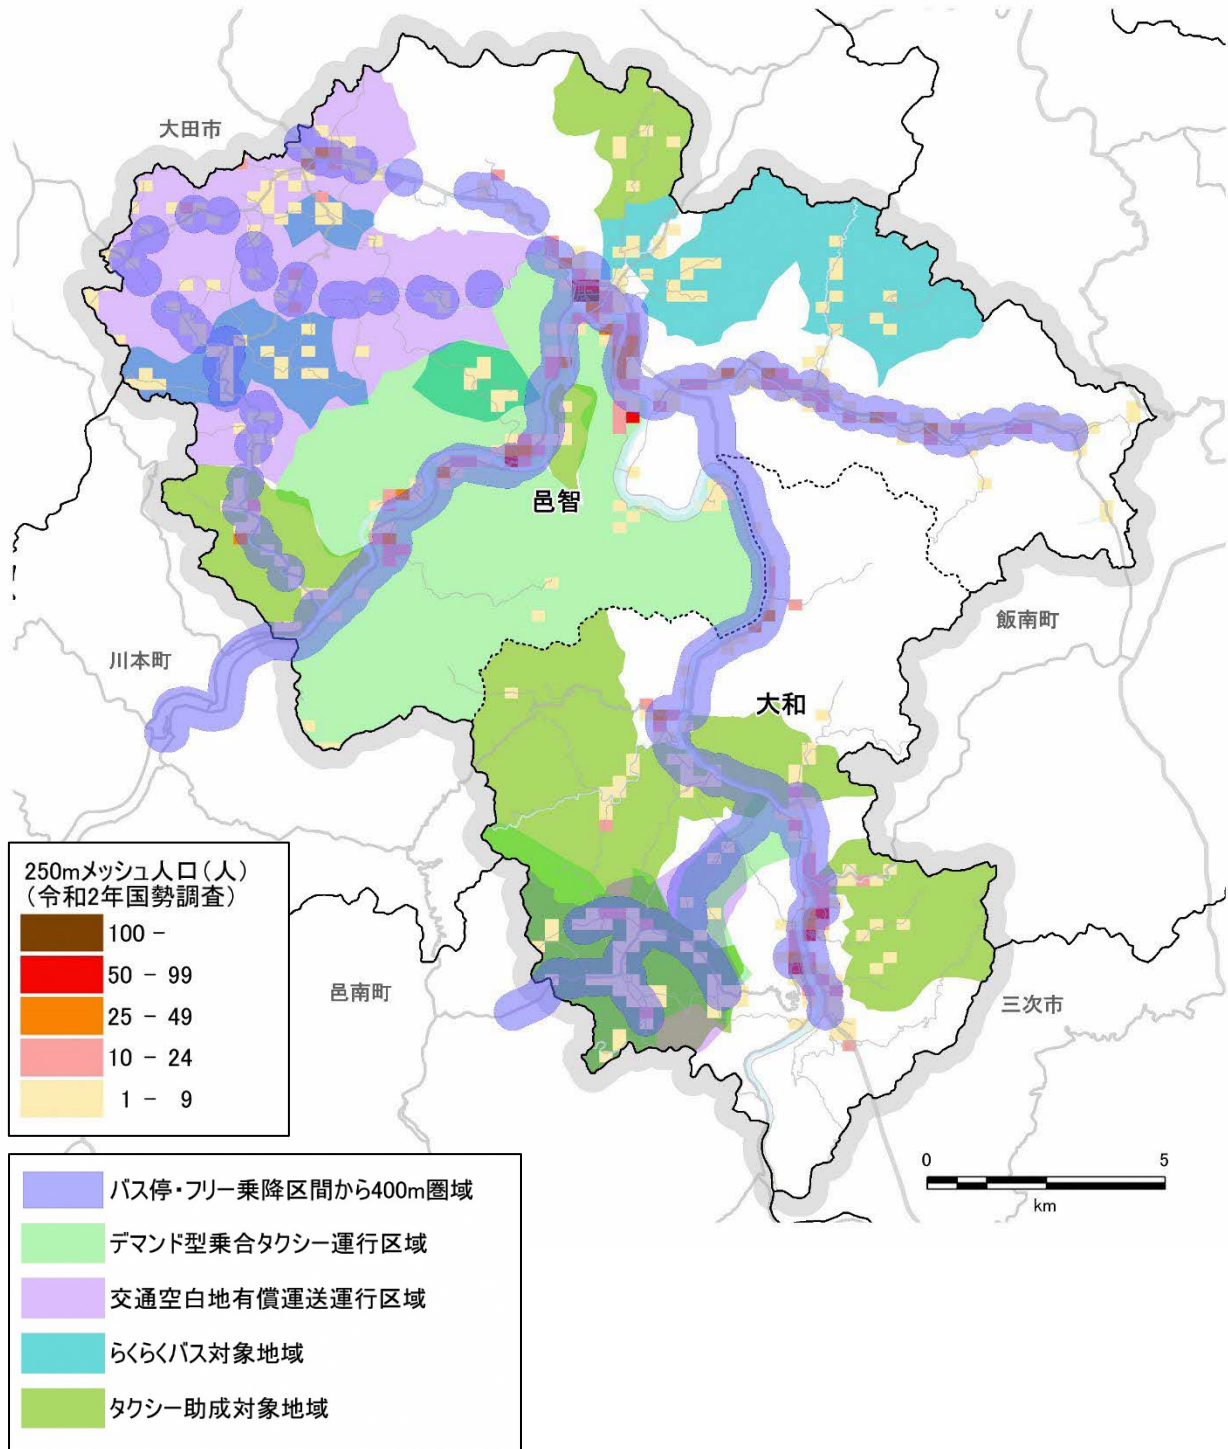 大田市
邑智
飯南町
川本町
大和
250mメッシュ人口(人)
(令和2年国勢調査)
100 -
50 - 99
25 - 49
10 - 24
1 - 9
邑南町
三次市
0 5
km
バス停・フリー乗降区間から400m圏域
デマンド型乗合タクシー運行区域
交通空白地有償運送運行区域
らくらくバス対象地域
タクシー助成対象地域